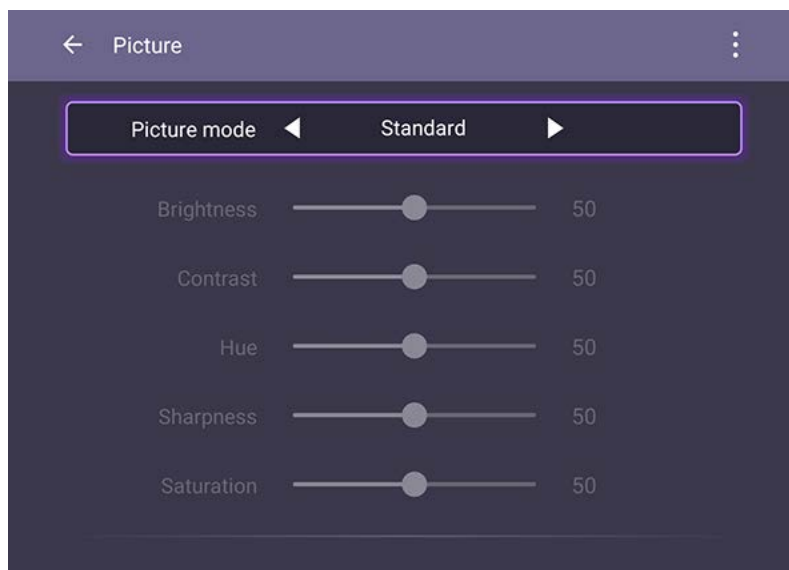 Picture
Picture mode Standard
Brightness 50
Contrast 50
Hue 50
Sharpness 50
Saturation 50